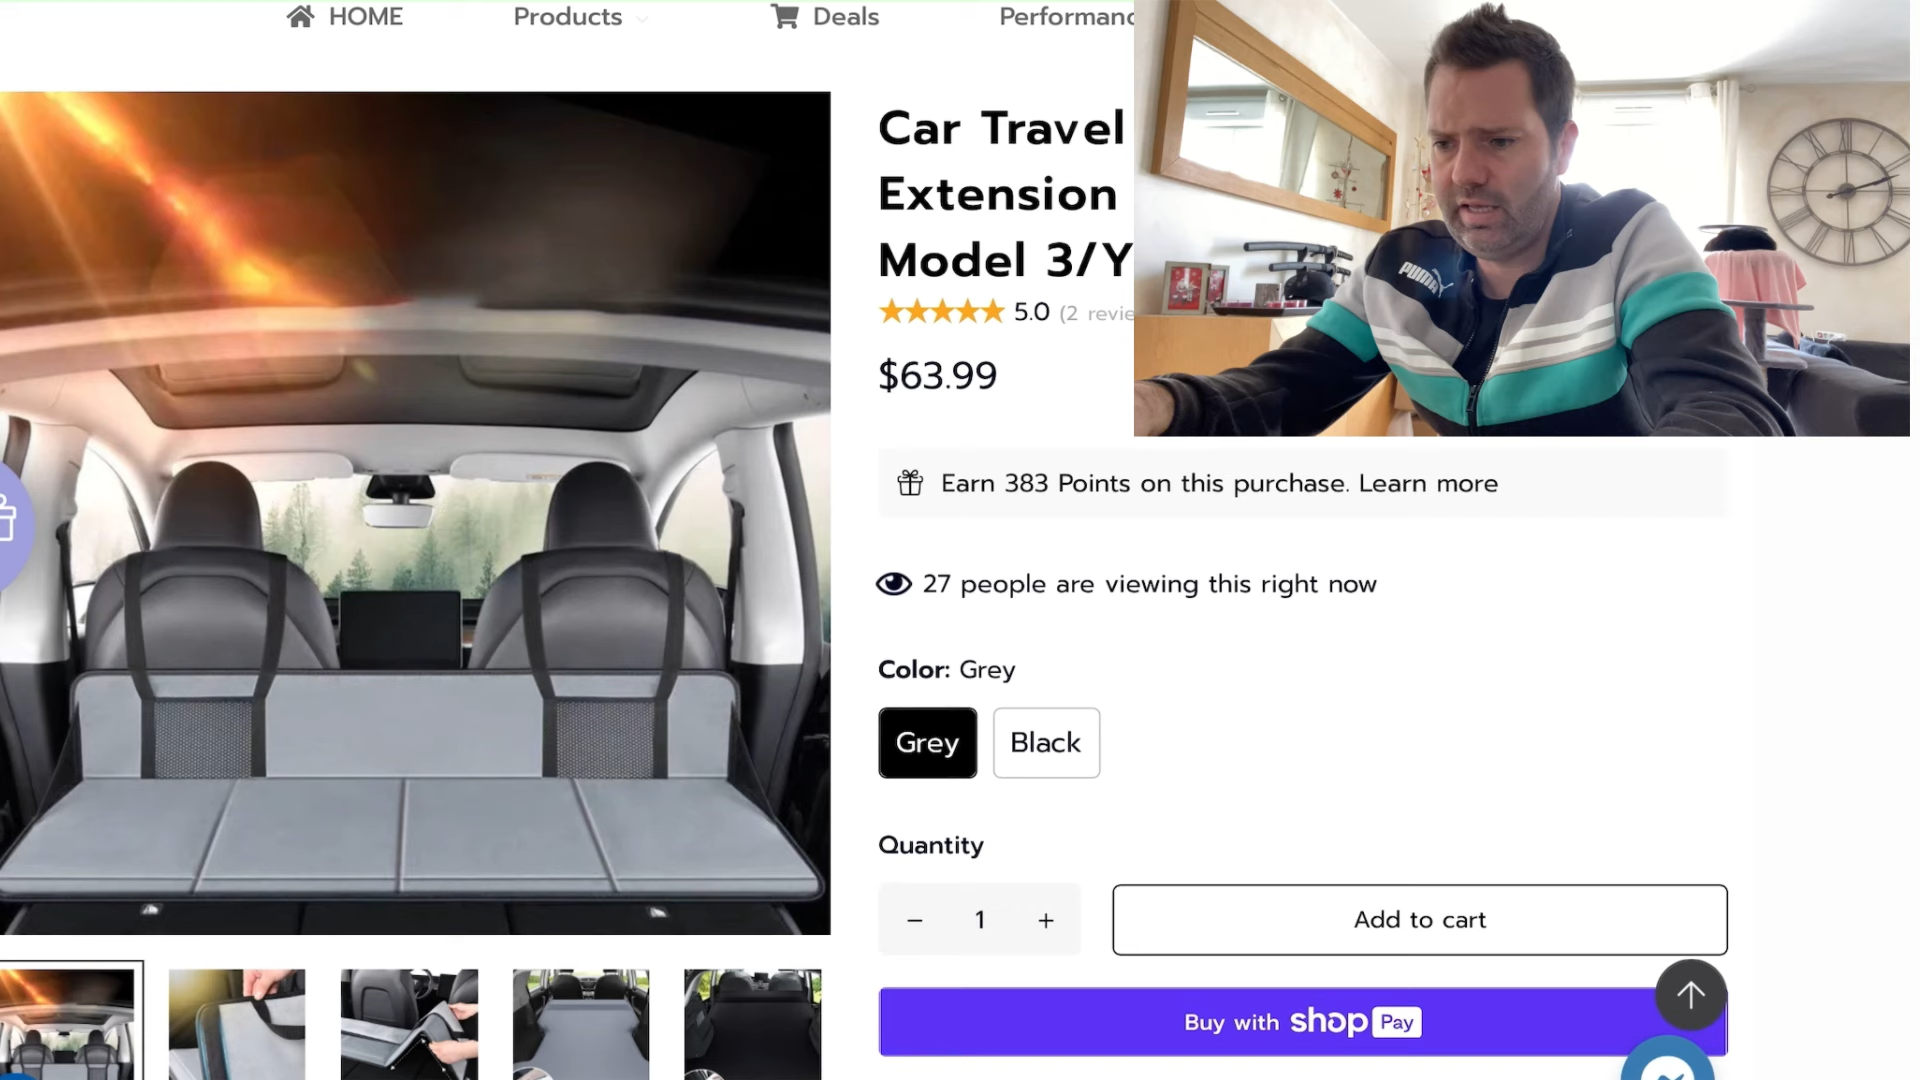 HOME
Products
Deals
Car Travel
Extension
Model 3/Y
5.0 (2
$63.99
Earn 383 Points on this purchase. Learn more
27 people are viewing this right now
Color: Grey
Grey
Black
Quantity
− 1 +
Add to cart
Buy with shop Pay
PUMA